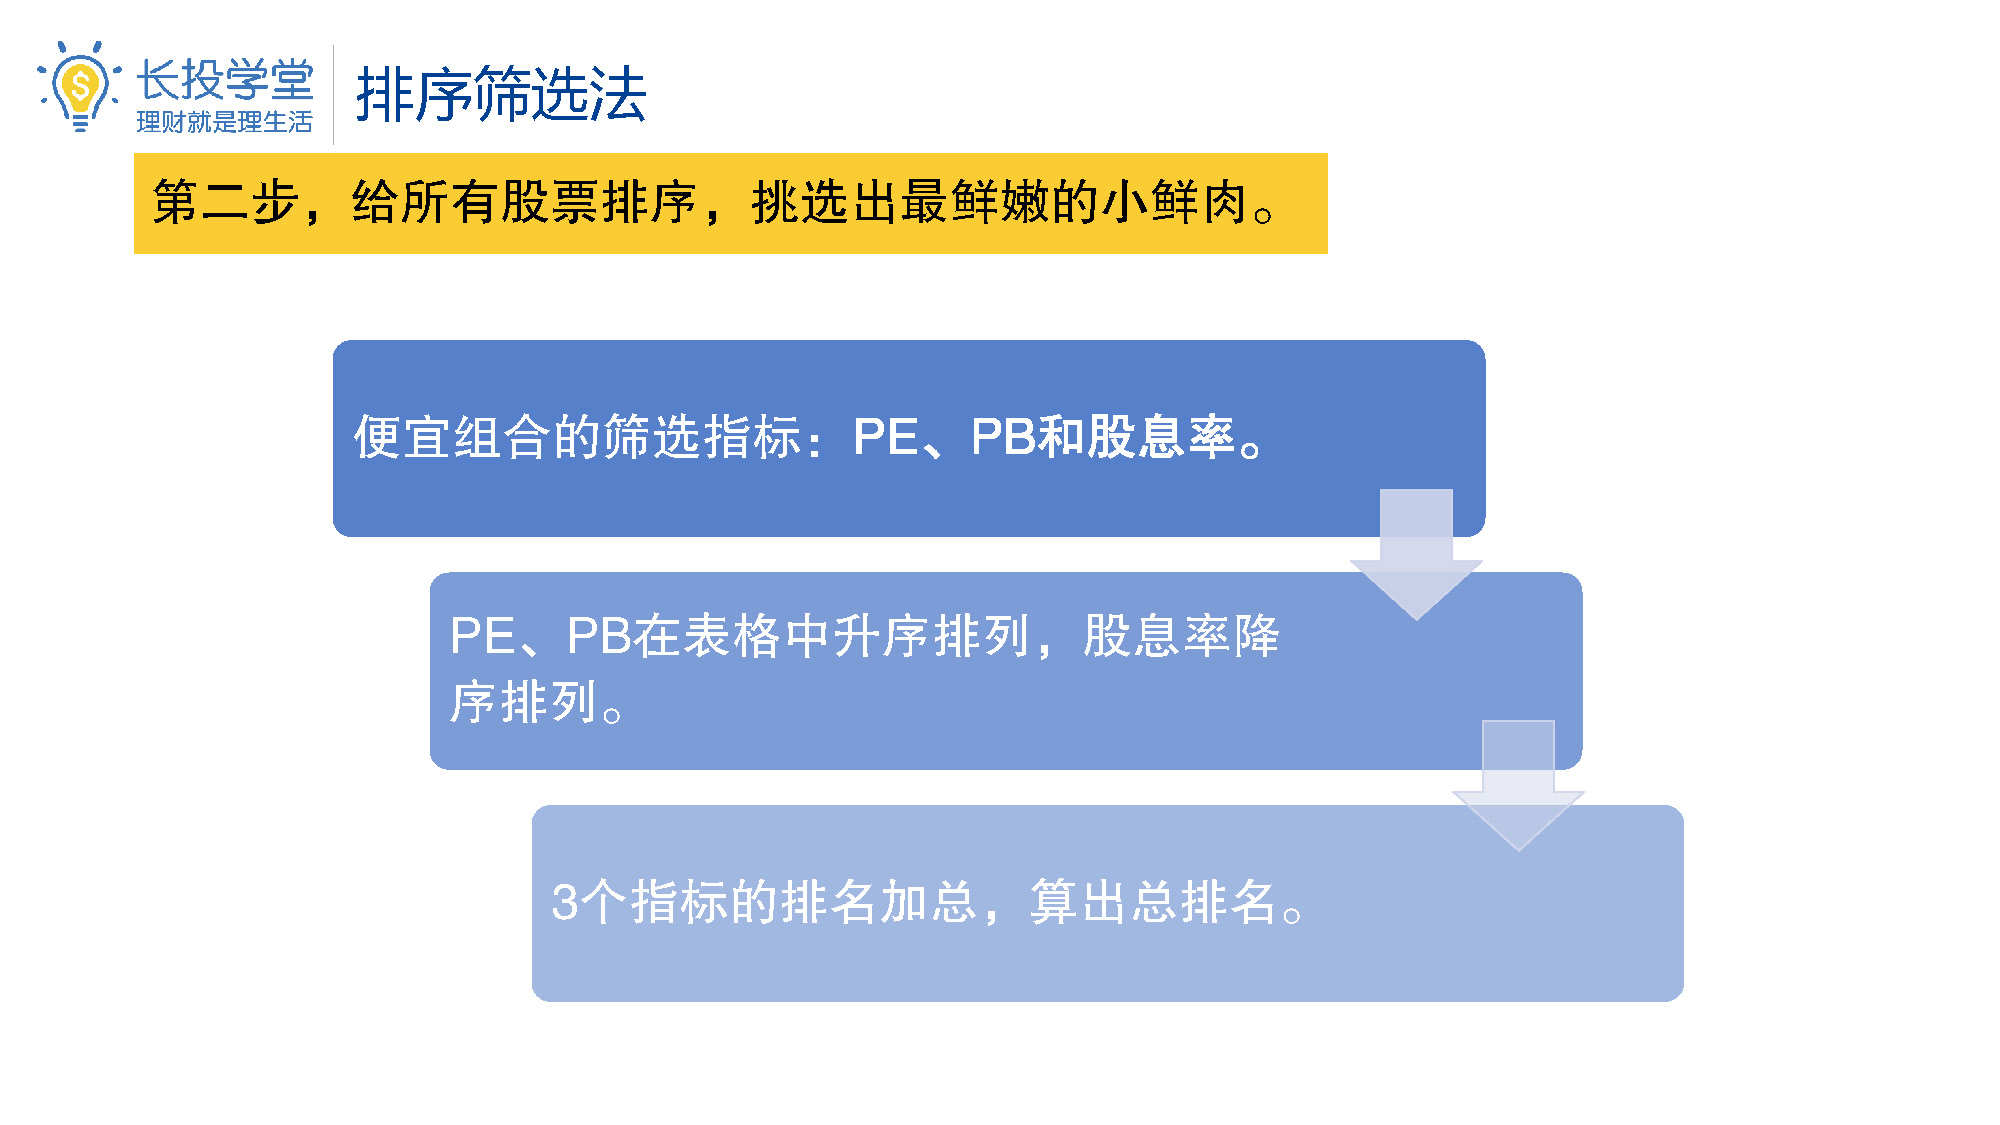 长投学堂
理财就是理生活
排序筛选法
第二步，给所有股票排序，挑选出最鲜嫩的小鲜肉。
便宜组合的筛选指标：PE、PB和股息率。
PE、PB在表格中升序排列，股息率降
序排列。
3个指标的排名加总，算出总排名。